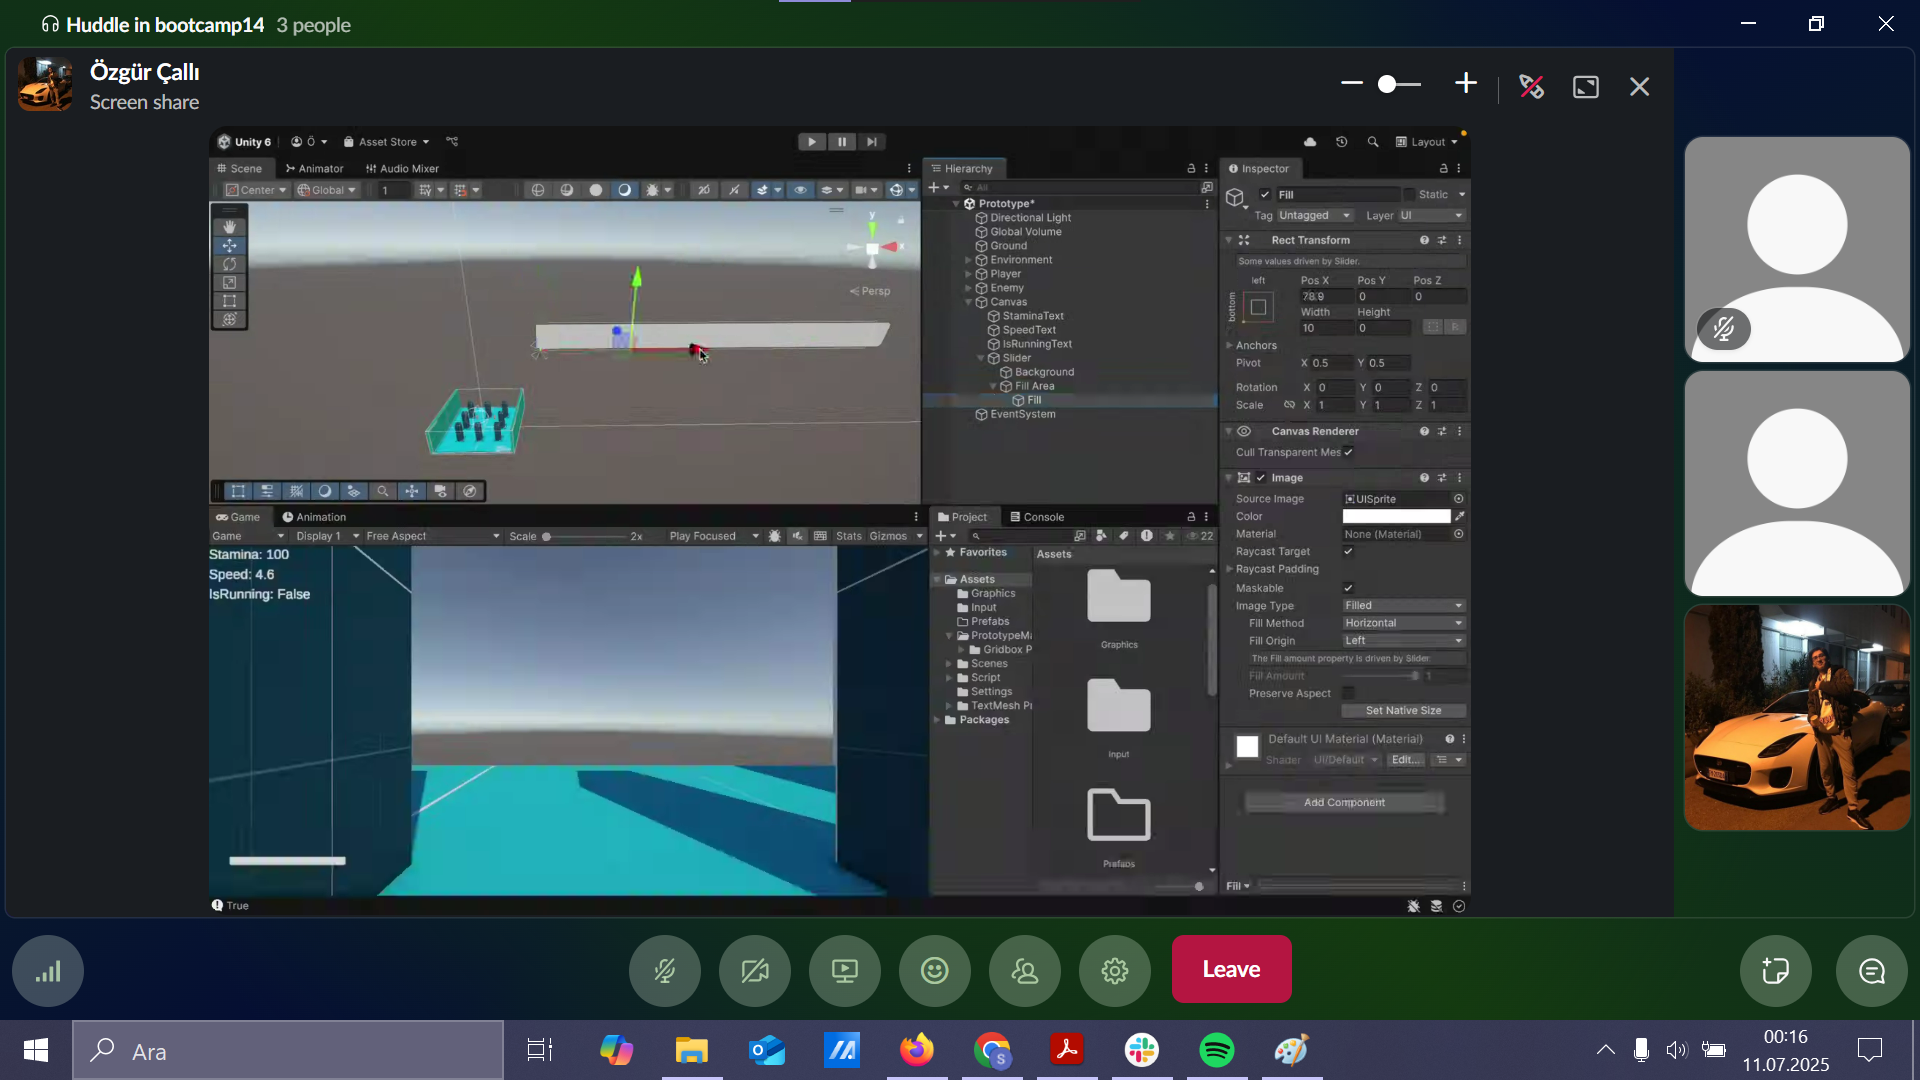 Huddle in bootcamp14 3 people
Özgür Çallı
Screen share
Unity 6 Ö Asset Store Layout
Scene Animator Audio Mixer
Center Global 1
y
x
Persp
Hierarchy
All
Prototype*
Directional Light
Global Volume
Ground
Environment
Player
Enemy
Canvas
StaminaText
SpeedText
IsRunningText
Slider
Background
Fill Area
Fill
EventSystem
Inspector
Fill Static
Tag Untagged Layer UI
Rect Transform
Some values driven by Slider.
left Pos X Pos Y Pos Z
bottom 78.9 0 0
Width Height
10 0 R
Anchors
Pivot X 0.5 Y 0.5
Rotation X 0 Y 0 Z 0
Scale X 1 Y 1 Z 1
Canvas Renderer
Cull Transparent Mes
Image
Source Image UISprite
Color
Material None (Material)
Raycast Target
Raycast Padding
Maskable
Image Type Filled
Fill Method Horizontal
Fill Origin Left
The Fill amount property is driven by Slider.
Fill Amount 1
Preserve Aspect
Set Native Size
Default UI Material (Material)
Shader UI/Default Edit...
Add Component
Fill
Game Animation
Game Display 1 Free Aspect Scale 2x Play Focused Stats Gizmos
Stamina: 100
Speed: 4.6
IsRunning: False
Project Console
22
Favorites
Assets
Graphics
Input
Prefabs
PrototypeMa
Gridbox P
Scenes
Script
Settings
TextMesh Pr
Packages
Assets
Graphics
Input
Prefabs
True
Leave
Ara
S
00:16
11.07.2025